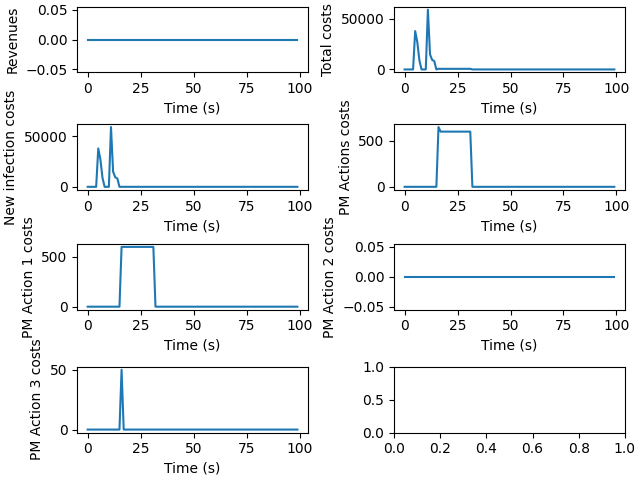 Revenues
0.05
0.00
−0.05
0 25 50 75 100
Time (s)
Total costs
50000
0
0 25 50 75 100
Time (s)
New infection costs
50000
0
0 25 50 75 100
Time (s)
PM Actions costs
500
0
0 25 50 75 100
Time (s)
PM Action 1 costs
500
0
0 25 50 75 100
Time (s)
PM Action 2 costs
0.05
0.00
−0.05
0 25 50 75 100
Time (s)
PM Action 3 costs
50
0
0 25 50 75 100
Time (s)
1.0
0.5
0.0
0.0 0.2 0.4 0.6 0.8 1.0